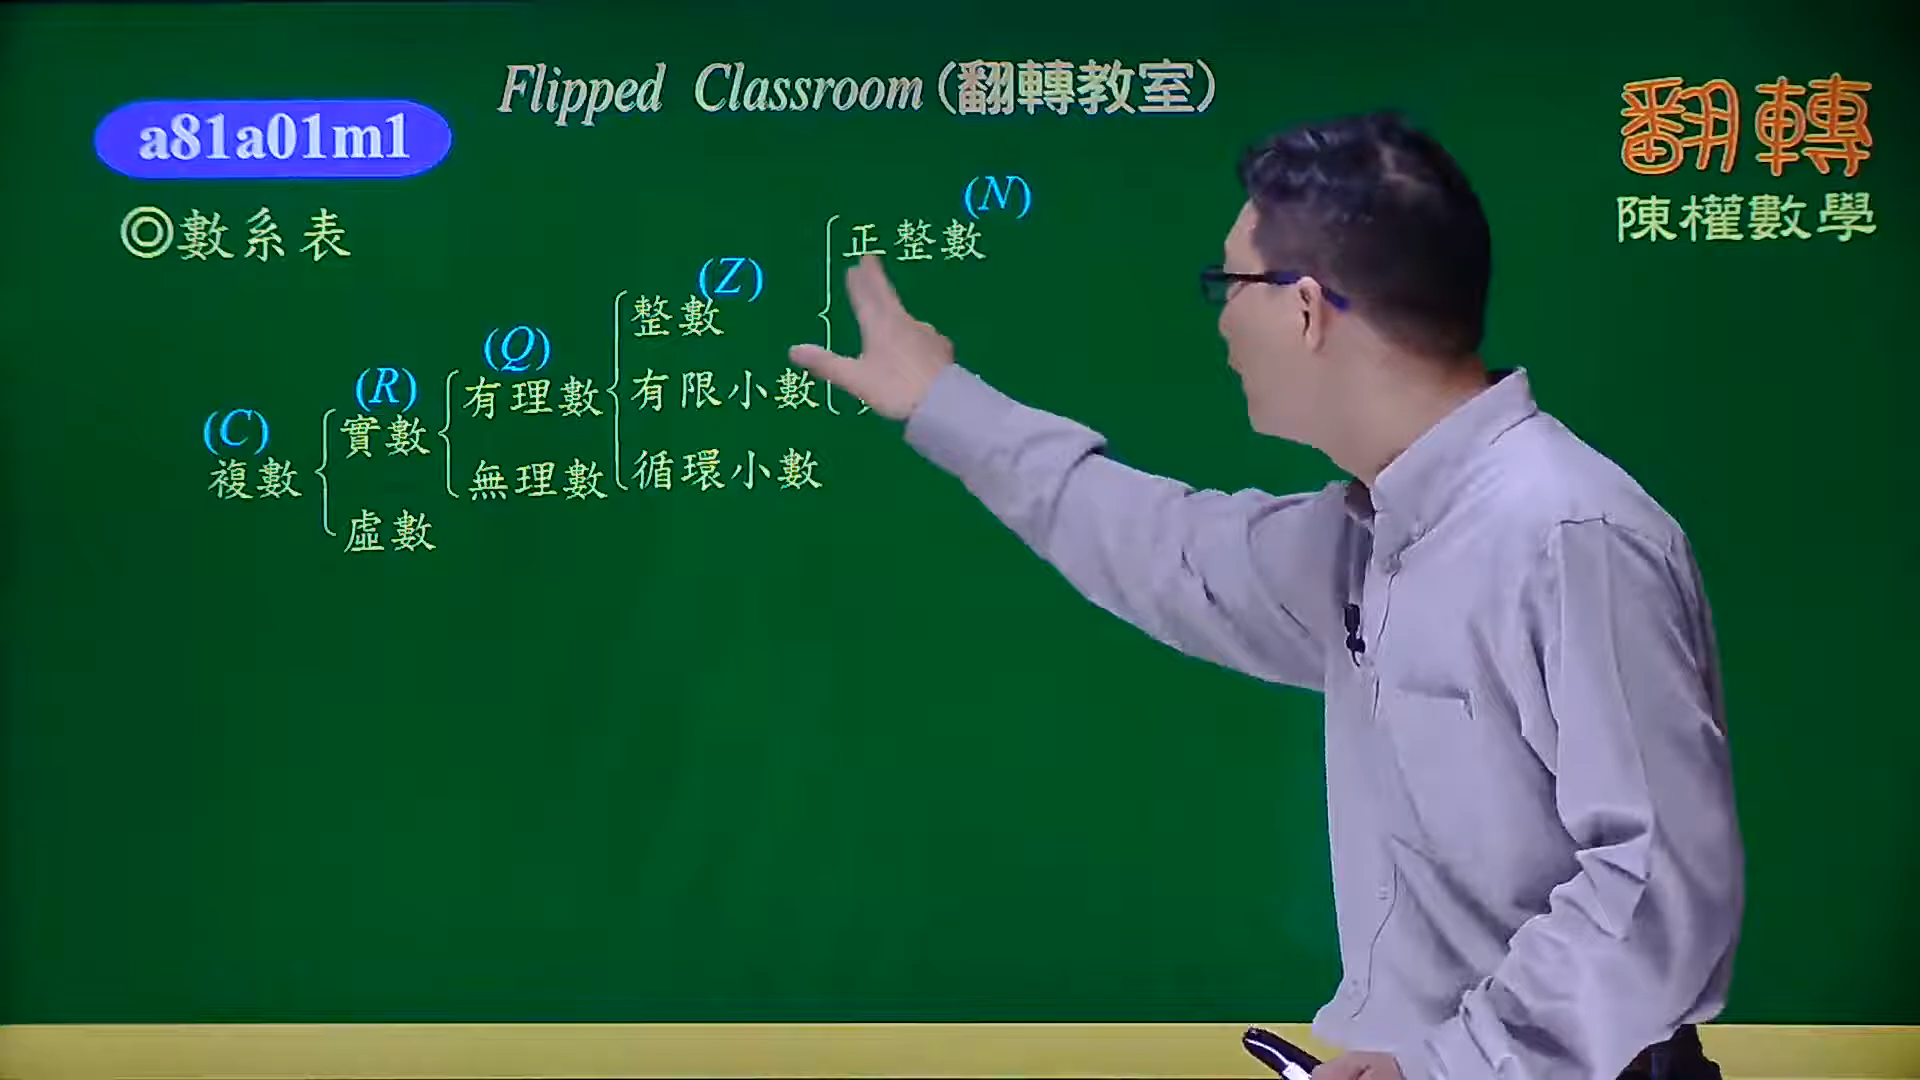 Flipped Classroom (翻轉教室)
a81a01m1
翻轉
陳權數學
◎數系表
(N)
正整數
(Z)
整數
(Q)
有理數
有限小數
(R)
實數
(C)
複數
無理數
循環小數
虛數